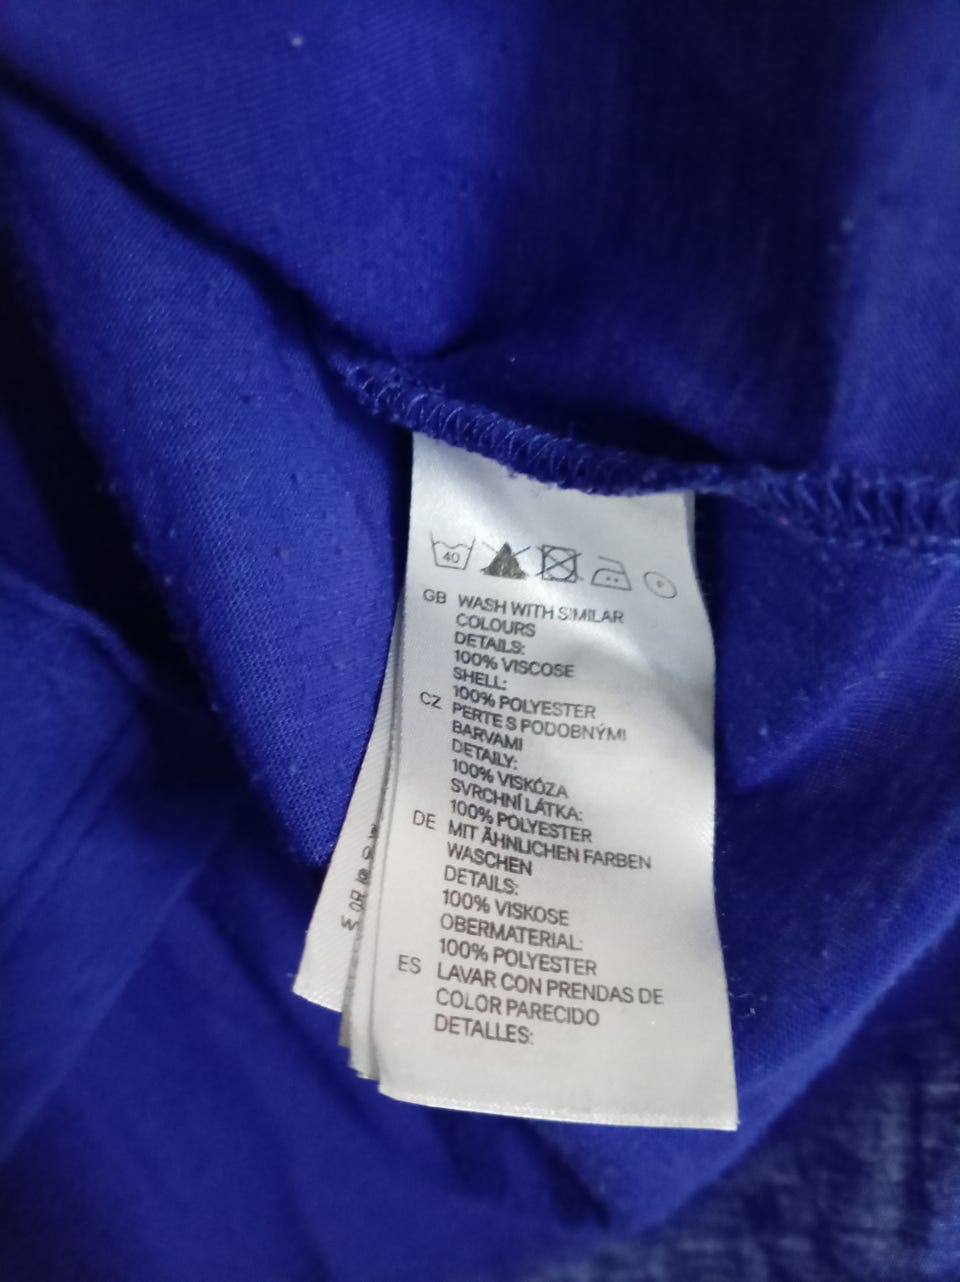 40
GB WASH WITH SIMILAR
COLOURS
DETAILS:
100% VISCOSE
SHELL:
100% POLYESTER
CZ PERTE S PODOBNÝMI
BARVAMI
DETAILY:
100% VISKÓZA
SVRCHNÍ LÁTKA:
100% POLYESTER
DE MIT ÄHNLICHEN FARBEN
WASCHEN
DETAILS:
100% VISKOSE
OBERMATERIAL:
100% POLYESTER
ES LAVAR CON PRENDAS DE
COLOR PARECIDO
DETALLES: